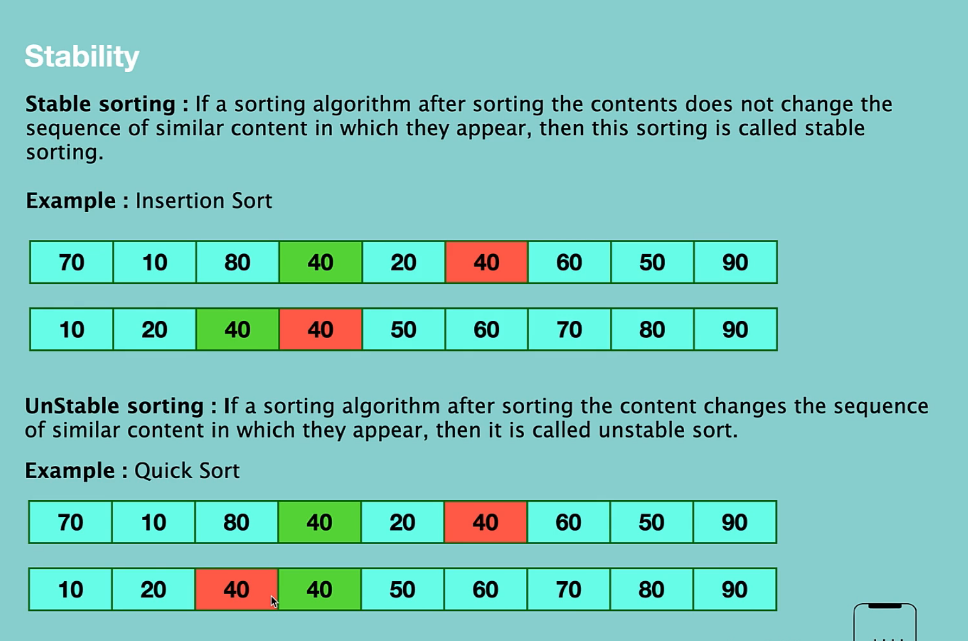 Stability
Stable sorting : If a sorting algorithm after sorting the contents does not change the
sequence of similar content in which they appear, then this sorting is called stable
sorting.
Example : Insertion Sort
70 10 80 40 20 40 60 50 90
10 20 40 40 50 60 70 80 90
UnStable sorting : If a sorting algorithm after sorting the content changes the sequence
of similar content in which they appear, then it is called unstable sort.
Example : Quick Sort
70 10 80 40 20 40 60 50 90
10 20 40 40 50 60 70 80 90